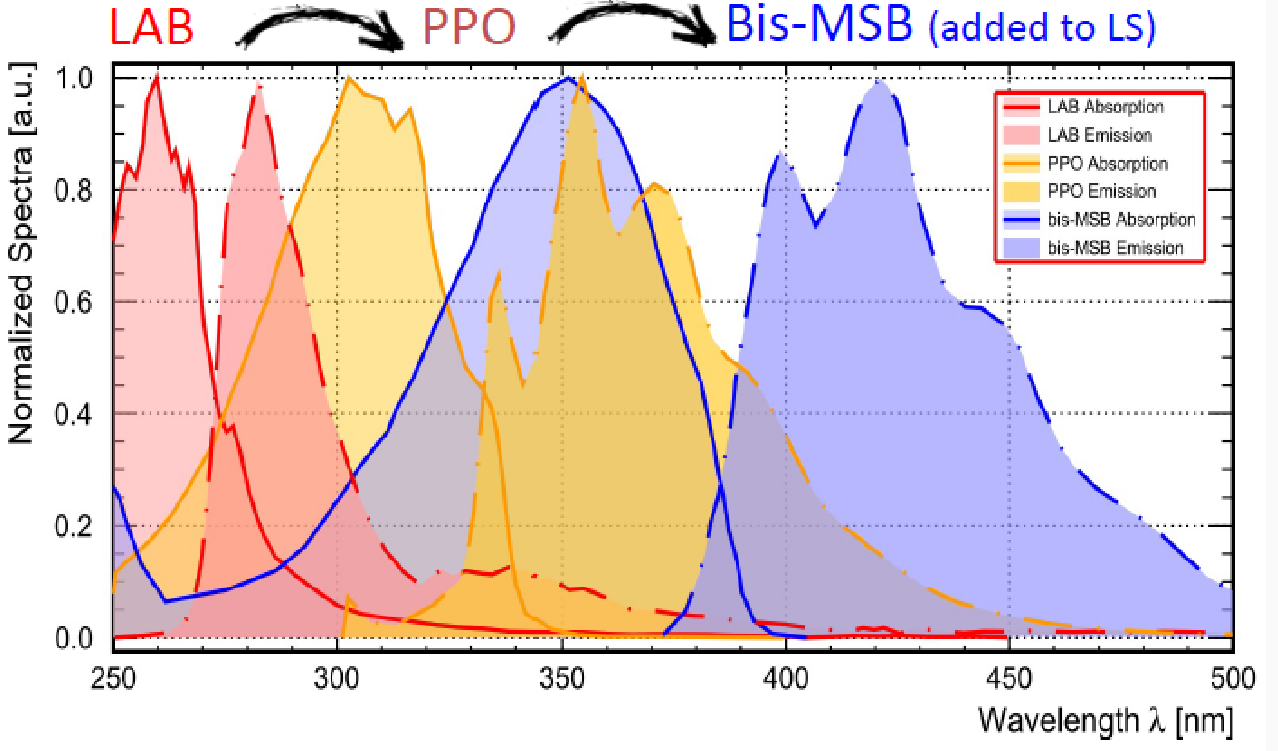 LAB PPO Bis-MSB (added to LS)
Normalized Spectra [a.u.]
1.0
0.8
0.6
0.4
0.2
0.0
LAB Absorption
LAB Emission
PPO Absorption
PPO Emission
bis-MSB Absorption
bis-MSB Emission
250 300 350 400 450 500
Wavelength λ [nm]